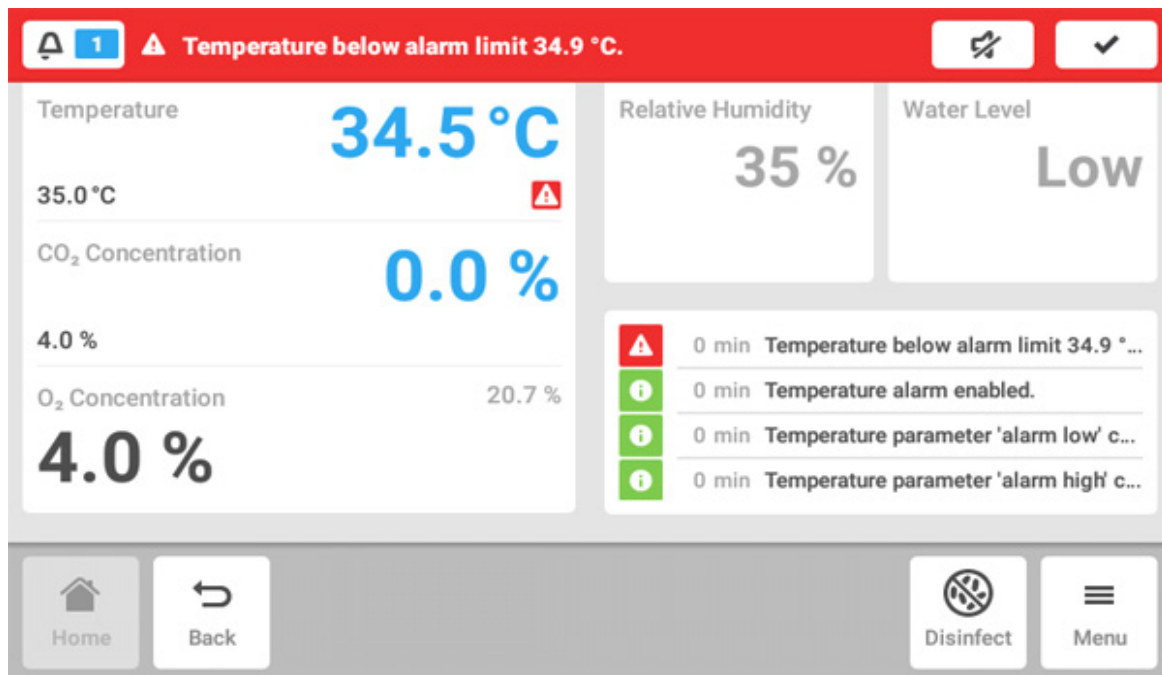 1 Temperature below alarm limit 34.9 °C.
Temperature
34.5 °C
35.0 °C
CO₂ Concentration
0.0 %
4.0 %
O₂ Concentration 20.7 %
4.0 %
Relative Humidity
35 %
Water Level
Low
0 min Temperature below alarm limit 34.9 °...
0 min Temperature alarm enabled.
0 min Temperature parameter 'alarm low' c...
0 min Temperature parameter 'alarm high' c...
Home
Back
Disinfect
Menu